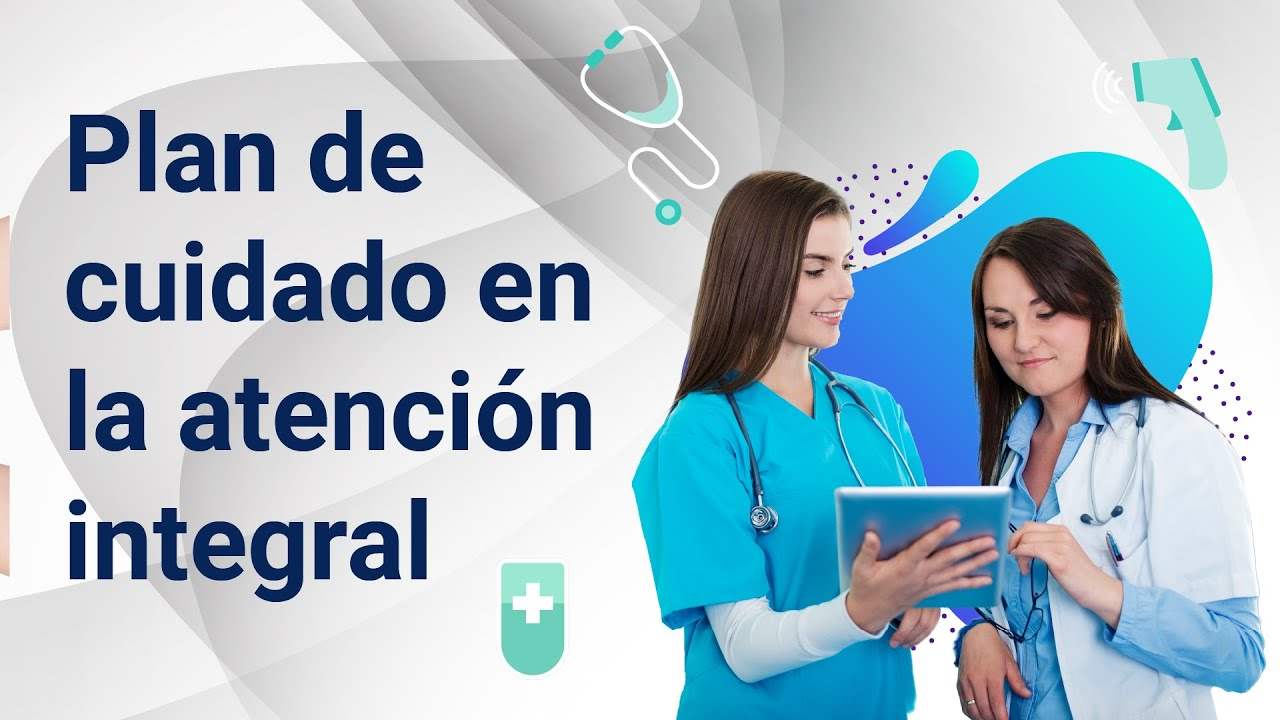 Plan de
cuidado en
la atención
integral